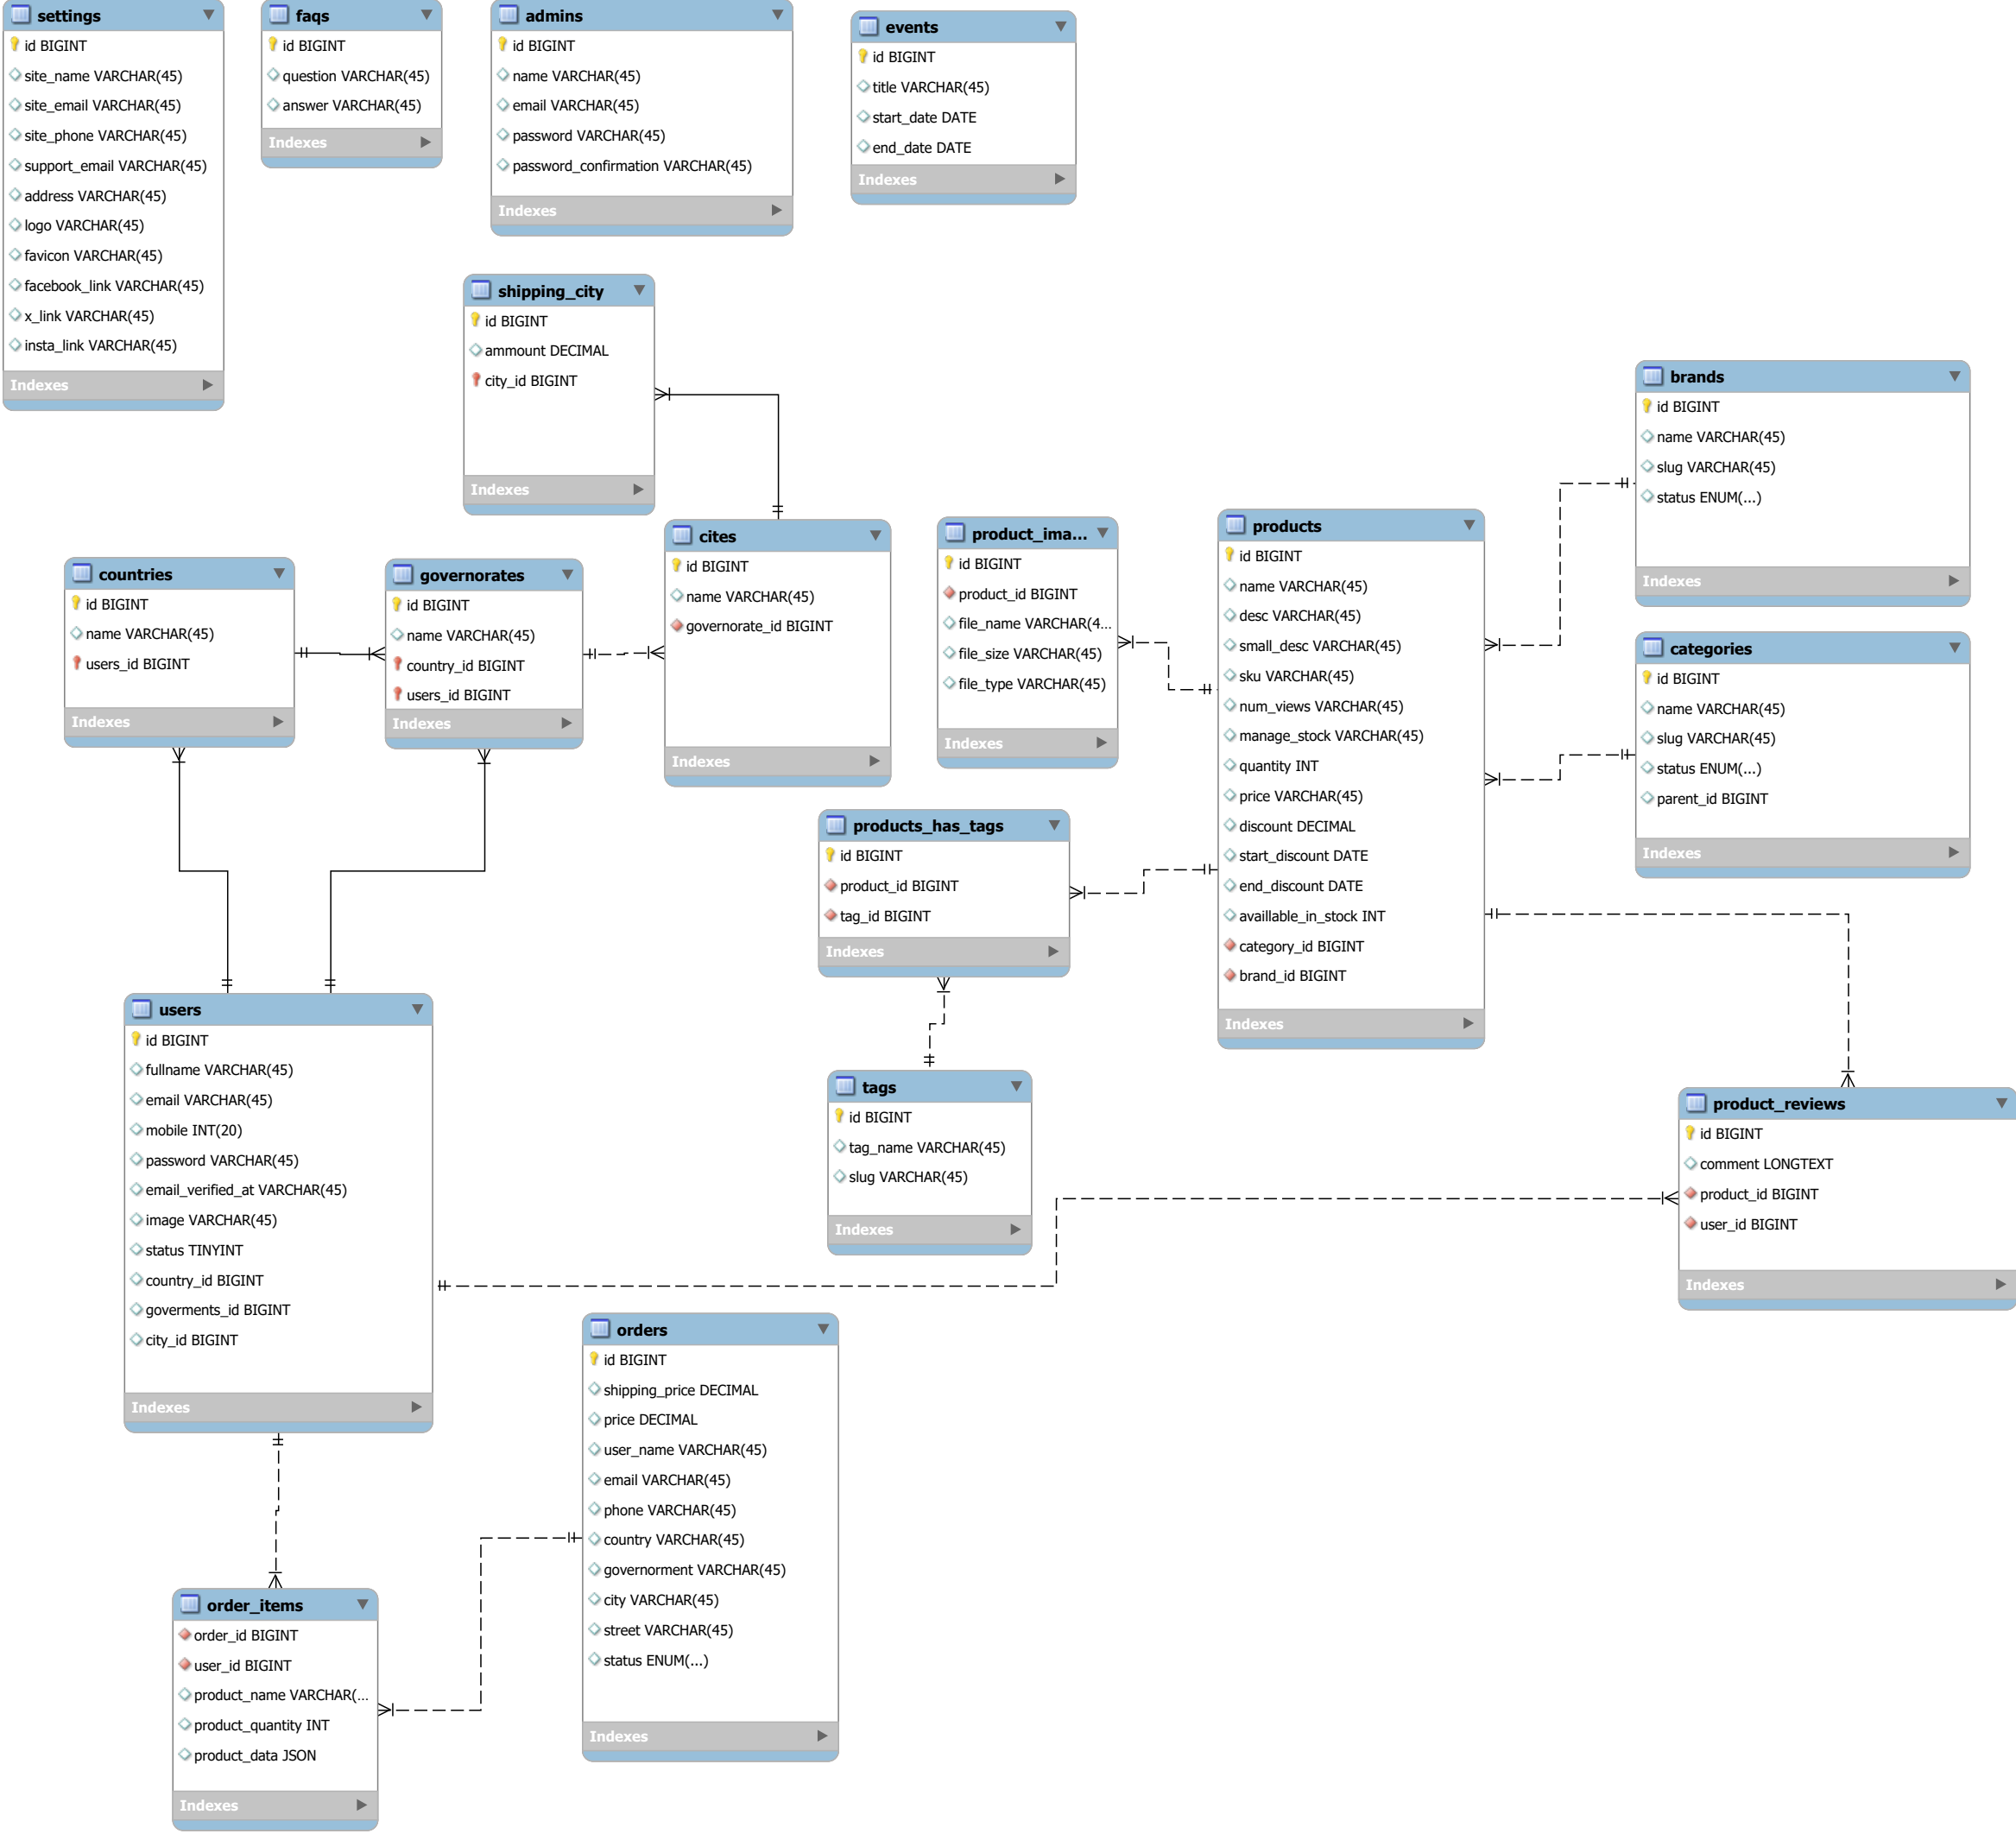 settings
id BIGINT
site_name VARCHAR(45)
site_email VARCHAR(45)
site_phone VARCHAR(45)
support_email VARCHAR(45)
address VARCHAR(45)
logo VARCHAR(45)
favicon VARCHAR(45)
facebook_link VARCHAR(45)
x_link VARCHAR(45)
insta_link VARCHAR(45)
Indexes
faqs
id BIGINT
question VARCHAR(45)
answer VARCHAR(45)
Indexes
admins
id BIGINT
name VARCHAR(45)
email VARCHAR(45)
password VARCHAR(45)
password_confirmation VARCHAR(45)
Indexes
events
id BIGINT
title VARCHAR(45)
start_date DATE
end_date DATE
Indexes
shipping_city
id BIGINT
ammount DECIMAL
city_id BIGINT
Indexes
brands
id BIGINT
name VARCHAR(45)
slug VARCHAR(45)
status ENUM(...)
Indexes
countries
id BIGINT
name VARCHAR(45)
users_id BIGINT
Indexes
governorates
id BIGINT
name VARCHAR(45)
country_id BIGINT
users_id BIGINT
Indexes
cites
id BIGINT
name VARCHAR(45)
governorate_id BIGINT
Indexes
product_ima...
id BIGINT
product_id BIGINT
file_name VARCHAR(4...
file_size VARCHAR(45)
file_type VARCHAR(45)
Indexes
products
id BIGINT
name VARCHAR(45)
desc VARCHAR(45)
small_desc VARCHAR(45)
sku VARCHAR(45)
num_views VARCHAR(45)
manage_stock VARCHAR(45)
quantity INT
price VARCHAR(45)
discount DECIMAL
start_discount DATE
end_discount DATE
availlable_in_stock INT
category_id BIGINT
brand_id BIGINT
Indexes
categories
id BIGINT
name VARCHAR(45)
slug VARCHAR(45)
status ENUM(...)
parent_id BIGINT
Indexes
products_has_tags
id BIGINT
product_id BIGINT
tag_id BIGINT
Indexes
users
id BIGINT
fullname VARCHAR(45)
email VARCHAR(45)
mobile INT(20)
password VARCHAR(45)
email_verified_at VARCHAR(45)
image VARCHAR(45)
status TINYINT
country_id BIGINT
goverments_id BIGINT
city_id BIGINT
Indexes
tags
id BIGINT
tag_name VARCHAR(45)
slug VARCHAR(45)
Indexes
product_reviews
id BIGINT
comment LONGTEXT
product_id BIGINT
user_id BIGINT
Indexes
orders
id BIGINT
shipping_price DECIMAL
price DECIMAL
user_name VARCHAR(45)
email VARCHAR(45)
phone VARCHAR(45)
country VARCHAR(45)
governorment VARCHAR(45)
city VARCHAR(45)
street VARCHAR(45)
status ENUM(...)
Indexes
order_items
order_id BIGINT
user_id BIGINT
product_name VARCHAR(...
product_quantity INT
product_data JSON
Indexes